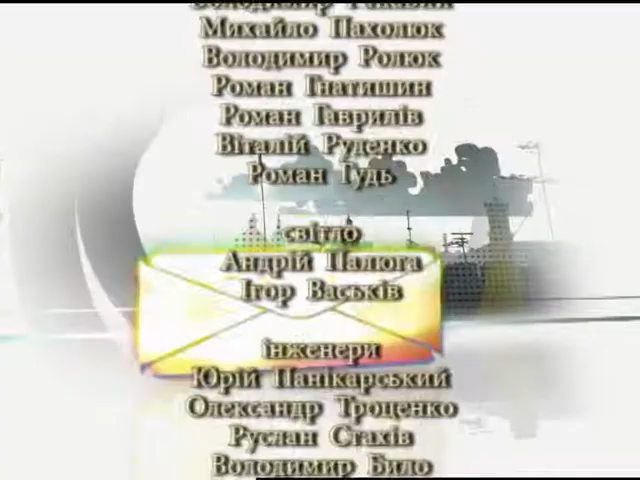 Володимир
Михайло Пахолюк
Володимир Ролюк
Роман Гнатишин
Роман Гаврилів
Віталій Руденко
Роман Гудь
світло
Андрій Палюга
Ігор Васьків
інженери
Юрій Панікарський
Олександр Троценко
Руслан Стахів
Володимир Било